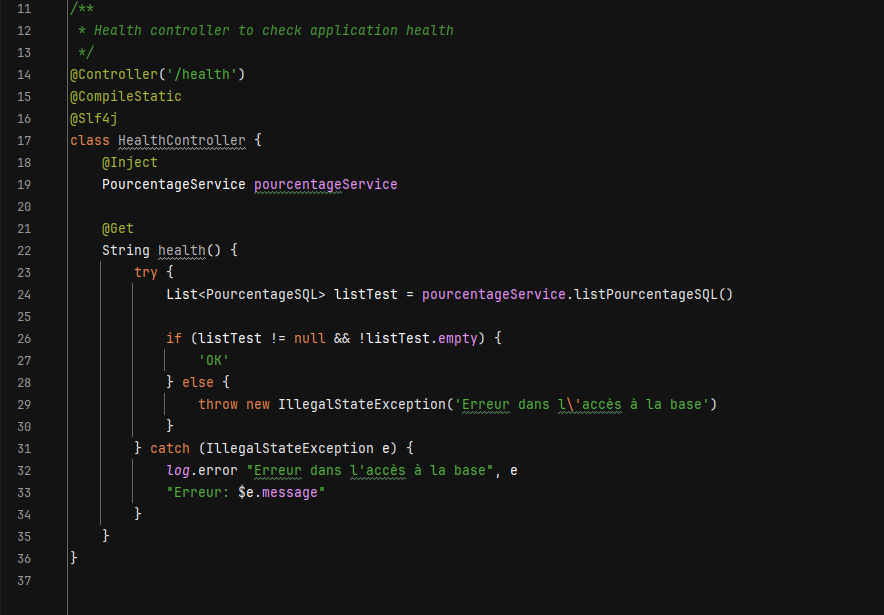 11 /**
12  * Health controller to check application health
13  */
14 @Controller('/health')
15 @CompileStatic
16 @Slf4j
17 class HealthController {
18     @Inject
19     PourcentageService pourcentageService
20
21     @Get
22     String health() {
23         try {
24             List<PourcentageSQL> listTest = pourcentageService.listPourcentageSQL()
25
26             if (listTest != null && !listTest.empty) {
27                 'OK'
28             } else {
29                 throw new IllegalStateException('Erreur dans l\'accès à la base')
30             }
31         } catch (IllegalStateException e) {
32             log.error "Erreur dans l'accès à la base", e
33             "Erreur: $e.message"
34         }
35     }
36 }
37